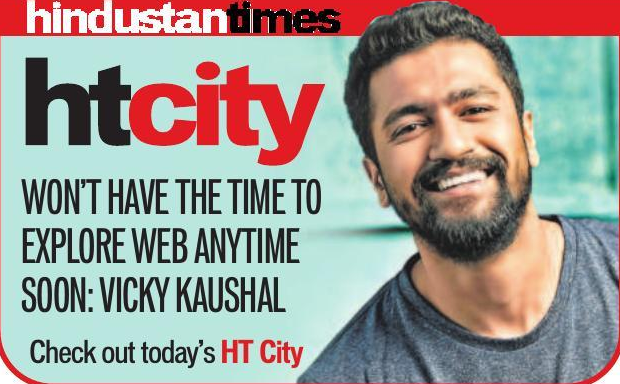 hindustantimes
htcity
WON'T HAVE THE TIME TO
EXPLORE WEB ANYTIME
SOON: VICKY KAUSHAL
Check out today's HT City